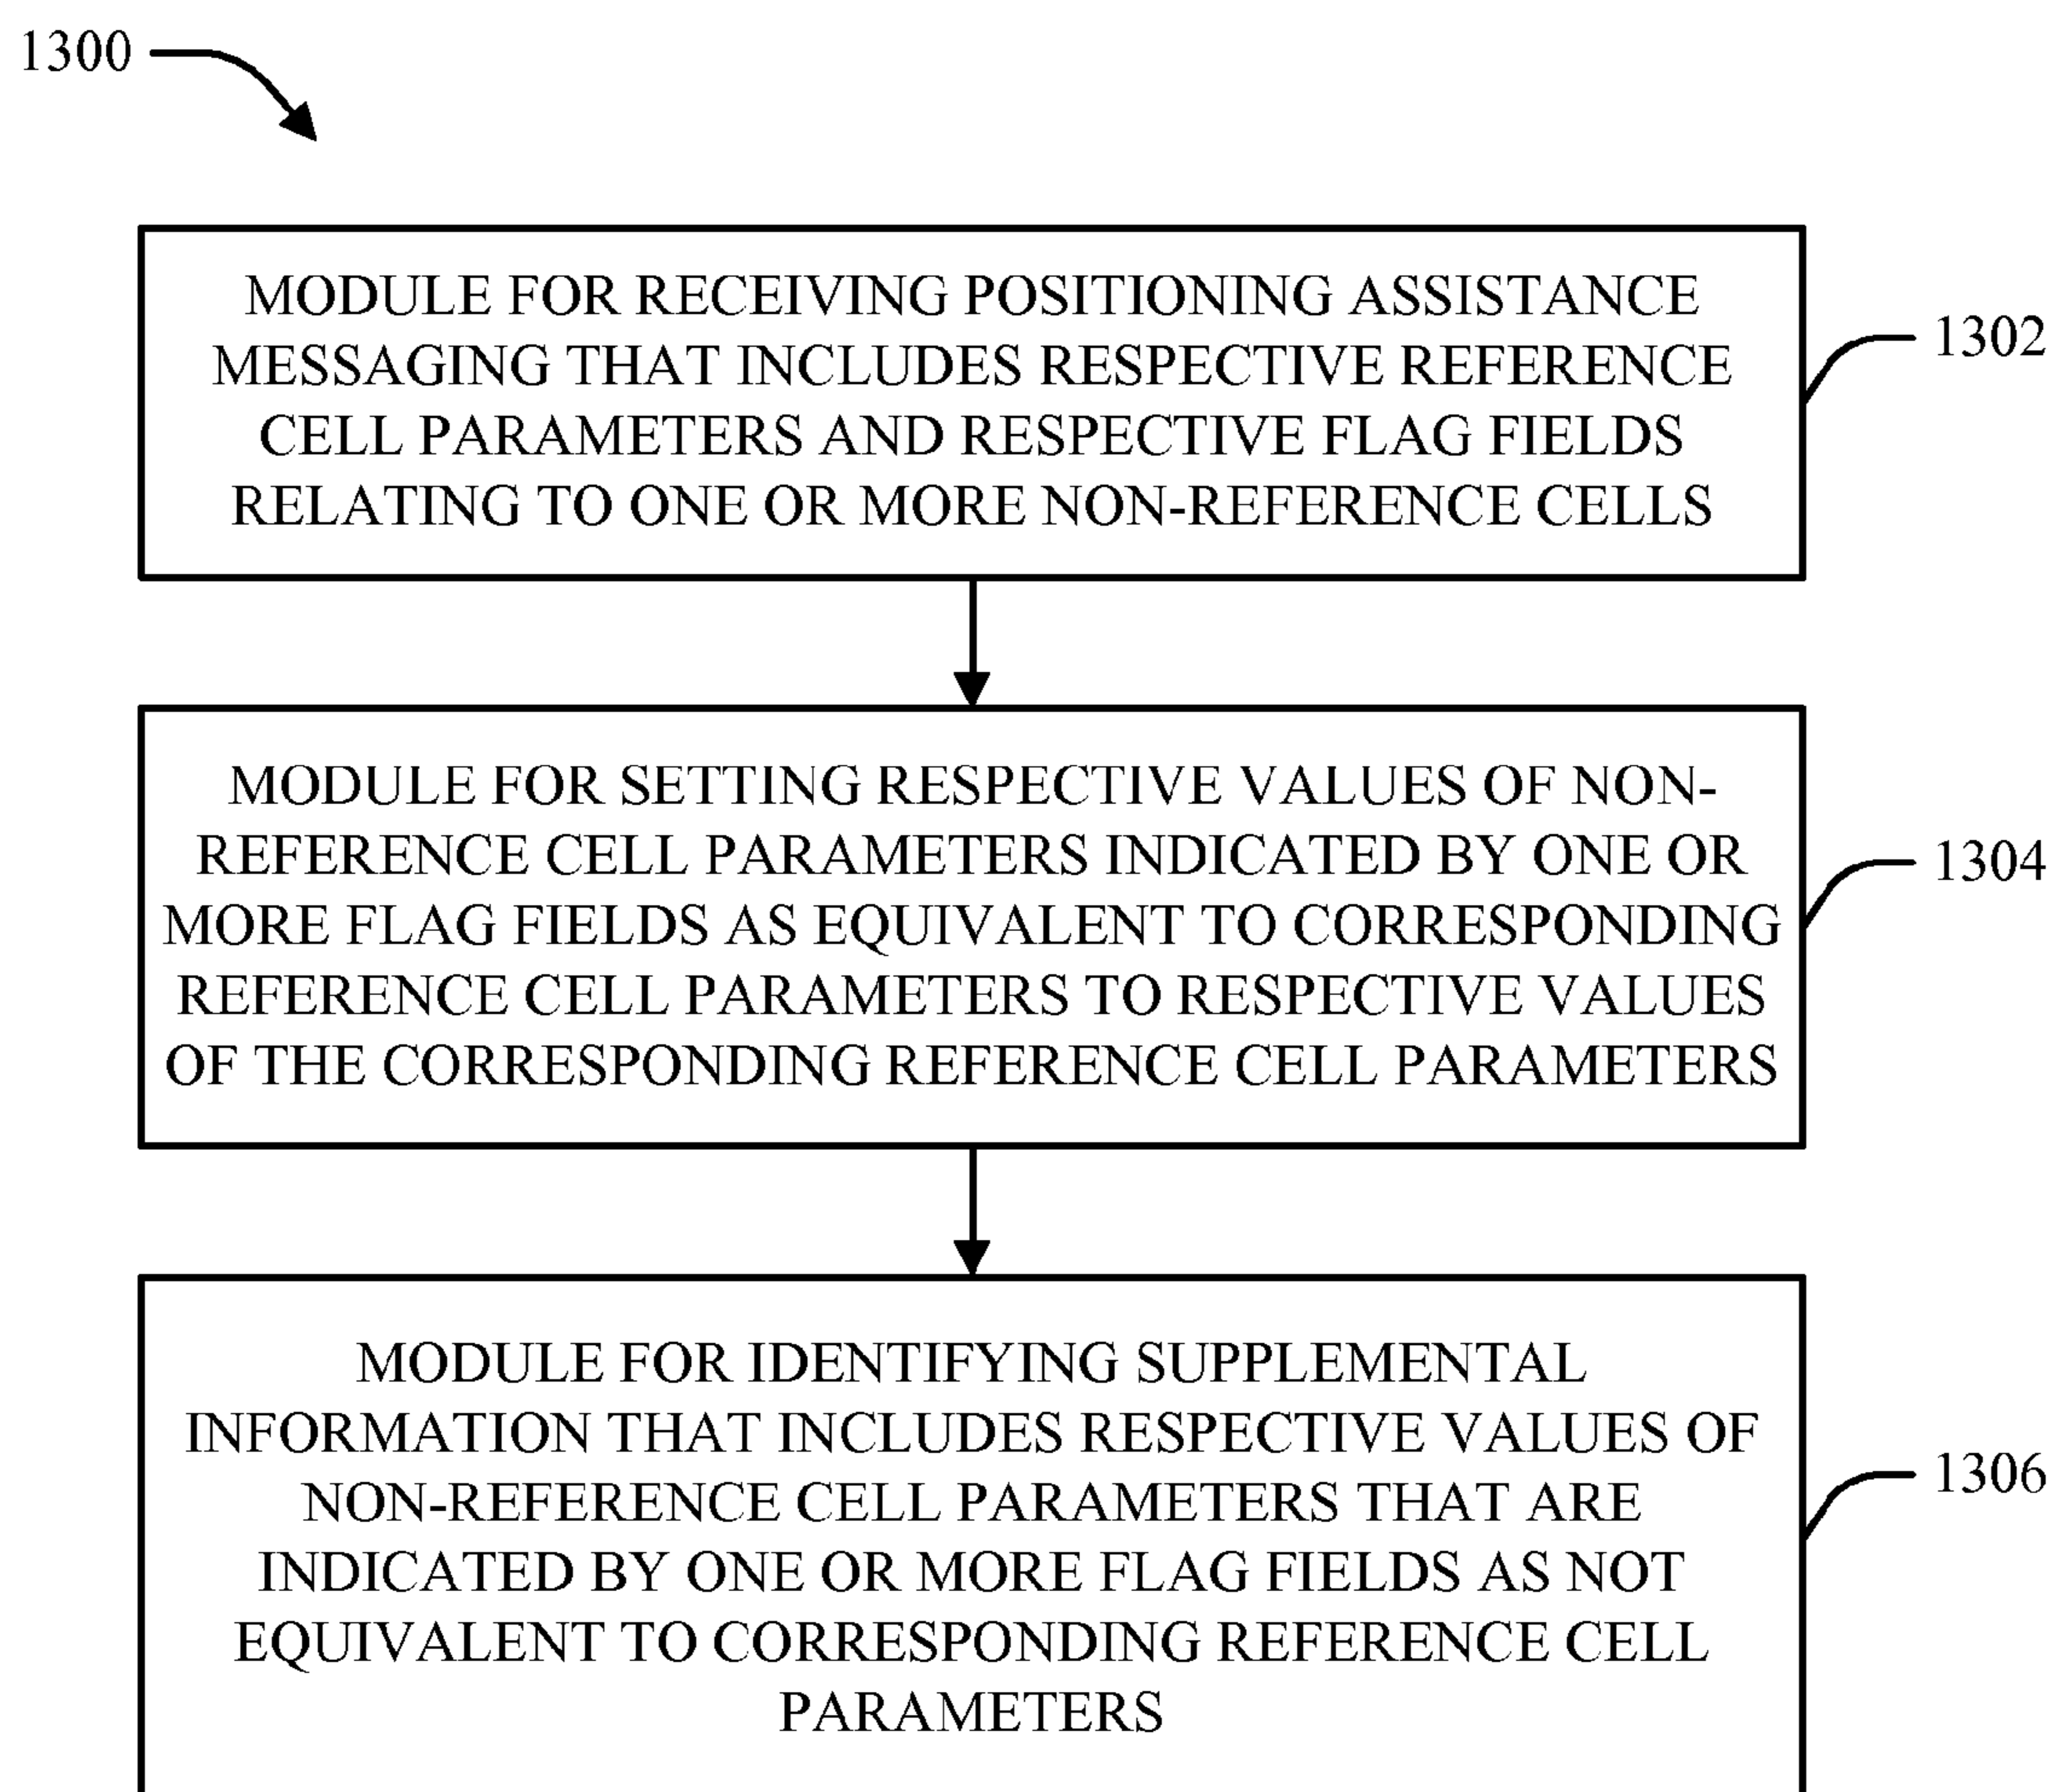 1300
MODULE FOR RECEIVING POSITIONING ASSISTANCE
MESSAGING THAT INCLUDES RESPECTIVE REFERENCE
CELL PARAMETERS AND RESPECTIVE FLAG FIELDS
RELATING TO ONE OR MORE NON-REFERENCE CELLS
1302
MODULE FOR SETTING RESPECTIVE VALUES OF NON-
REFERENCE CELL PARAMETERS INDICATED BY ONE OR
MORE FLAG FIELDS AS EQUIVALENT TO CORRESPONDING
REFERENCE CELL PARAMETERS TO RESPECTIVE VALUES
OF THE CORRESPONDING REFERENCE CELL PARAMETERS
1304
MODULE FOR IDENTIFYING SUPPLEMENTAL
INFORMATION THAT INCLUDES RESPECTIVE VALUES OF
NON-REFERENCE CELL PARAMETERS THAT ARE
INDICATED BY ONE OR MORE FLAG FIELDS AS NOT
EQUIVALENT TO CORRESPONDING REFERENCE CELL
PARAMETERS
1306